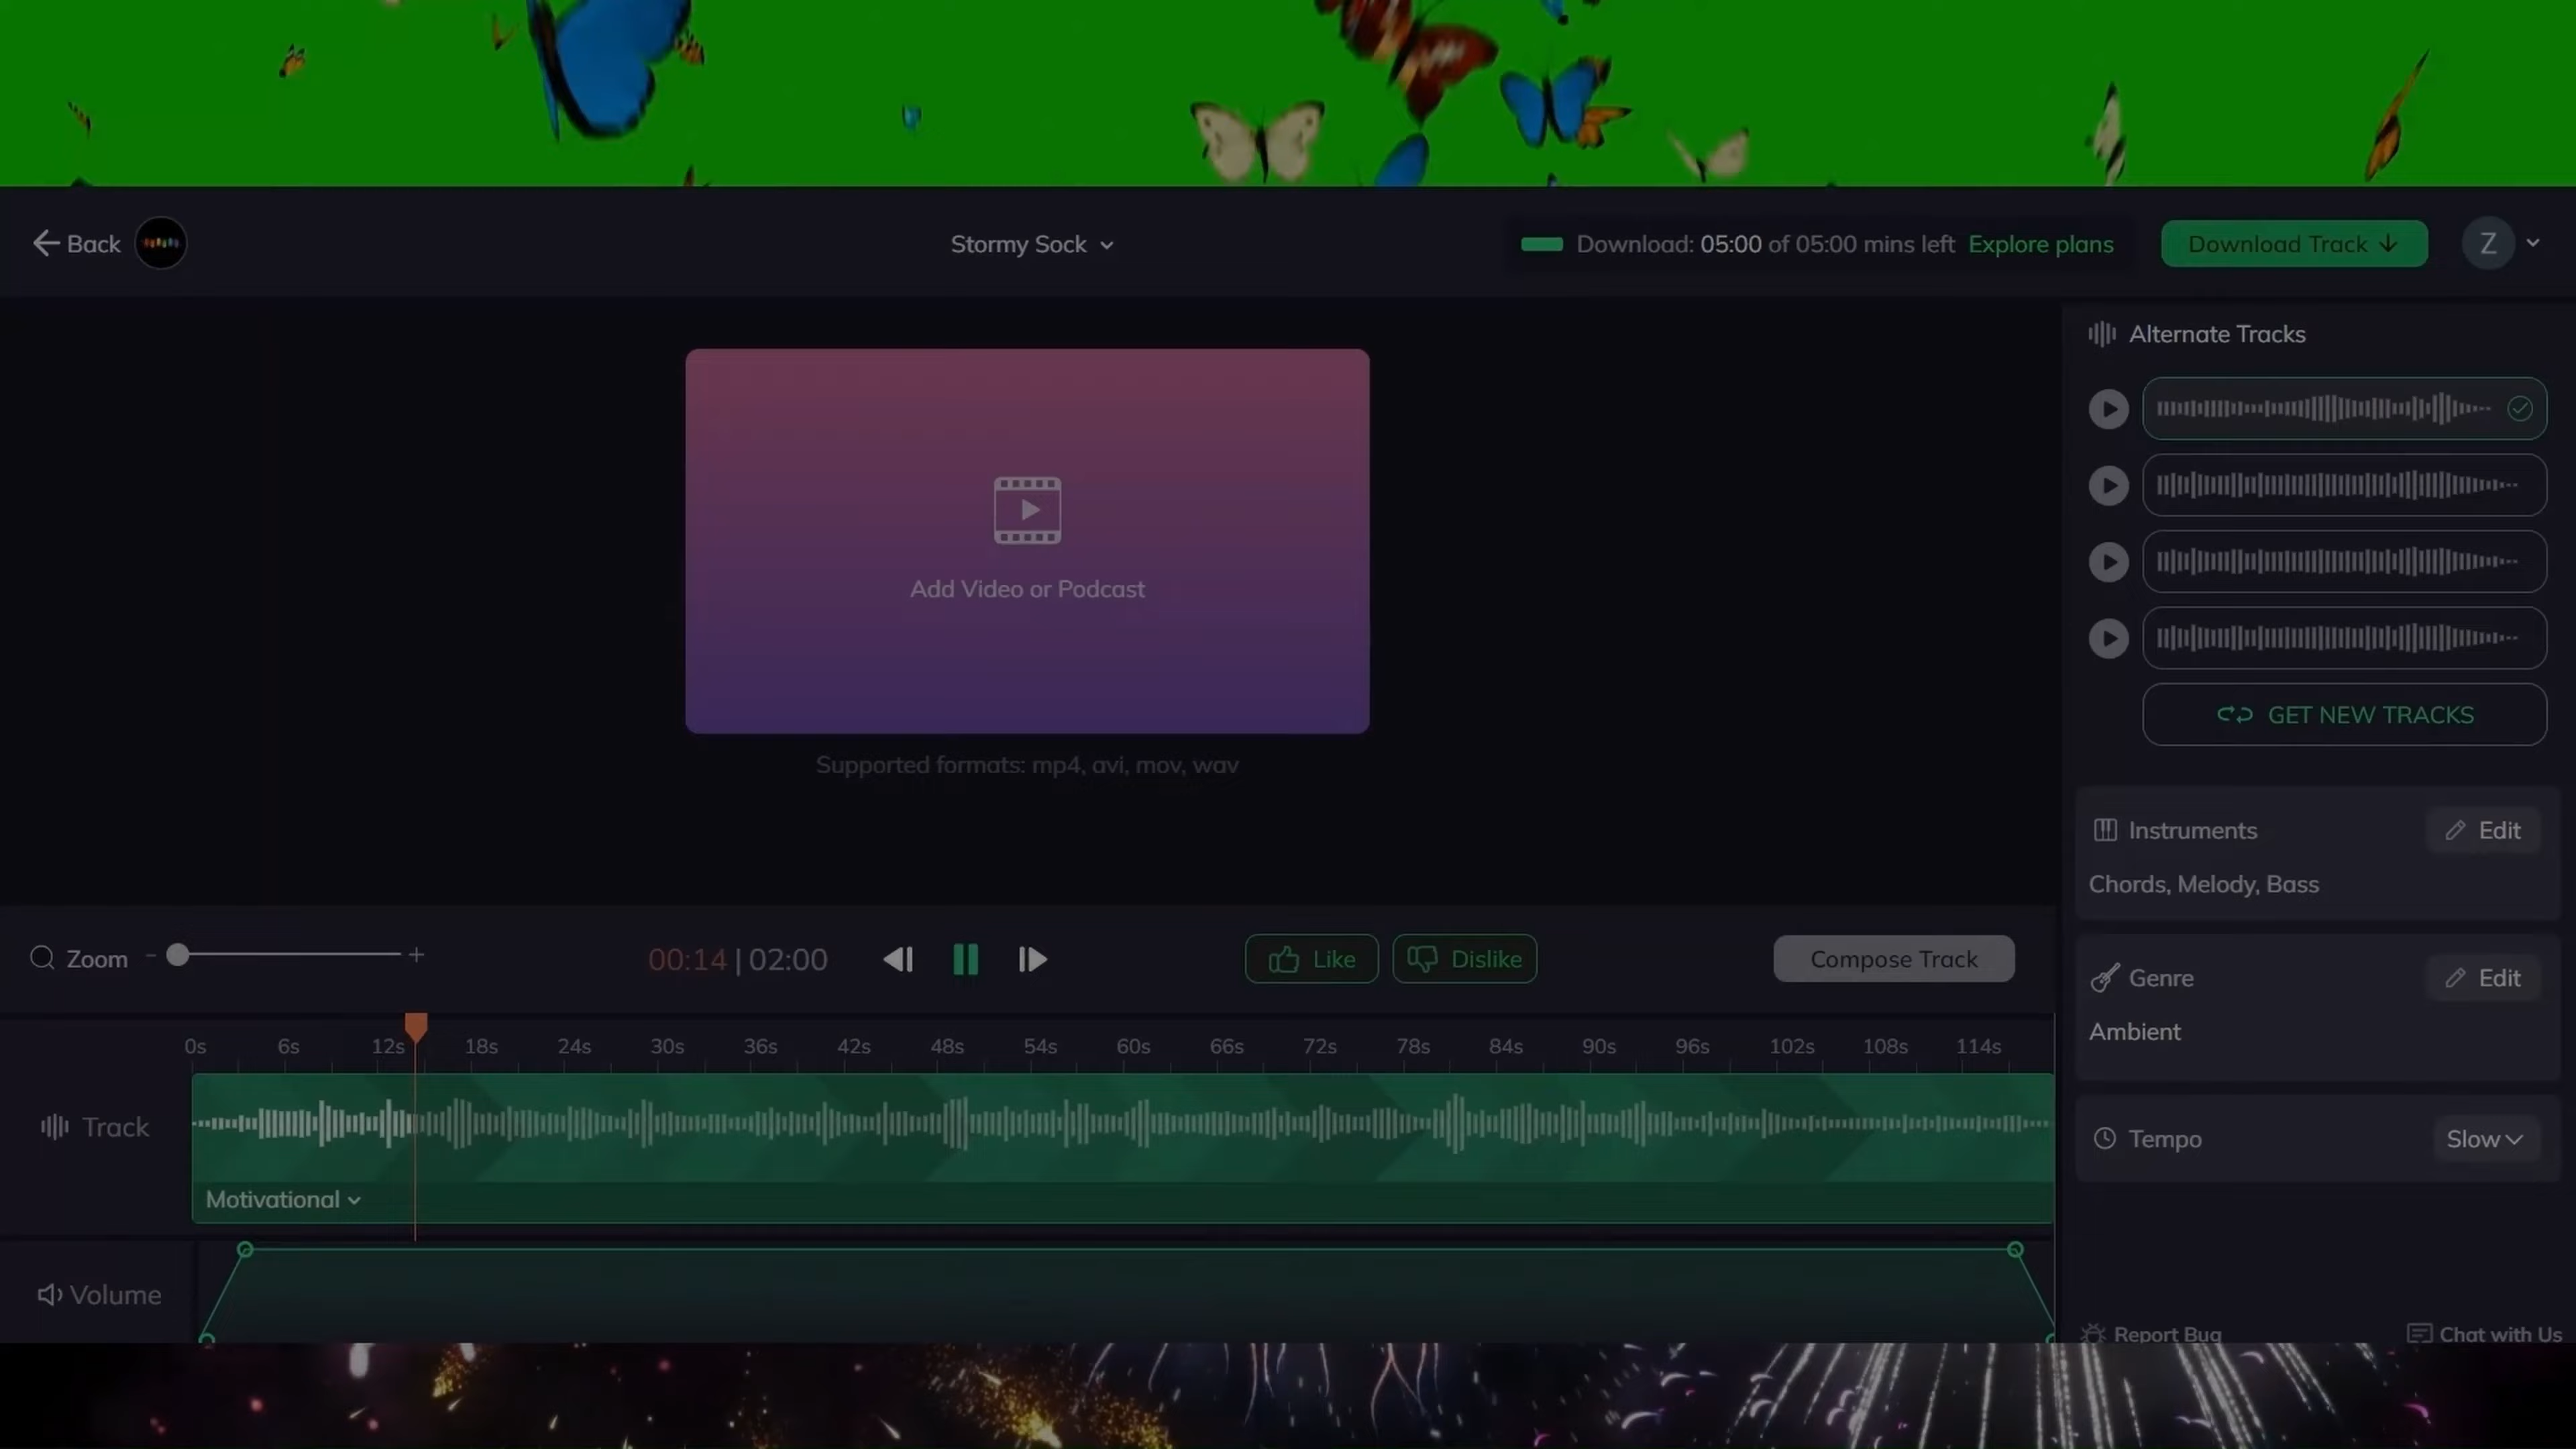 Back
Stormy Sock
Download: 05:00 of 05:00 mins left Explore plans
Download Track
Z
Alternate Tracks
Add Video or Podcast
Supported formats: mp4, avi, mov, wav
GET NEW TRACKS
Instruments
Edit
Chords, Melody, Bass
Genre
Edit
Ambient
Tempo
Slow
Zoom - +
00:14 | 02:00
Like
Dislike
Compose Track
0s 6s 12s 18s 24s 30s 36s 42s 48s 54s 60s 66s 72s 78s 84s 90s 96s 102s 108s 114s
Track
Motivational
Volume
Report Bug
Chat with Us